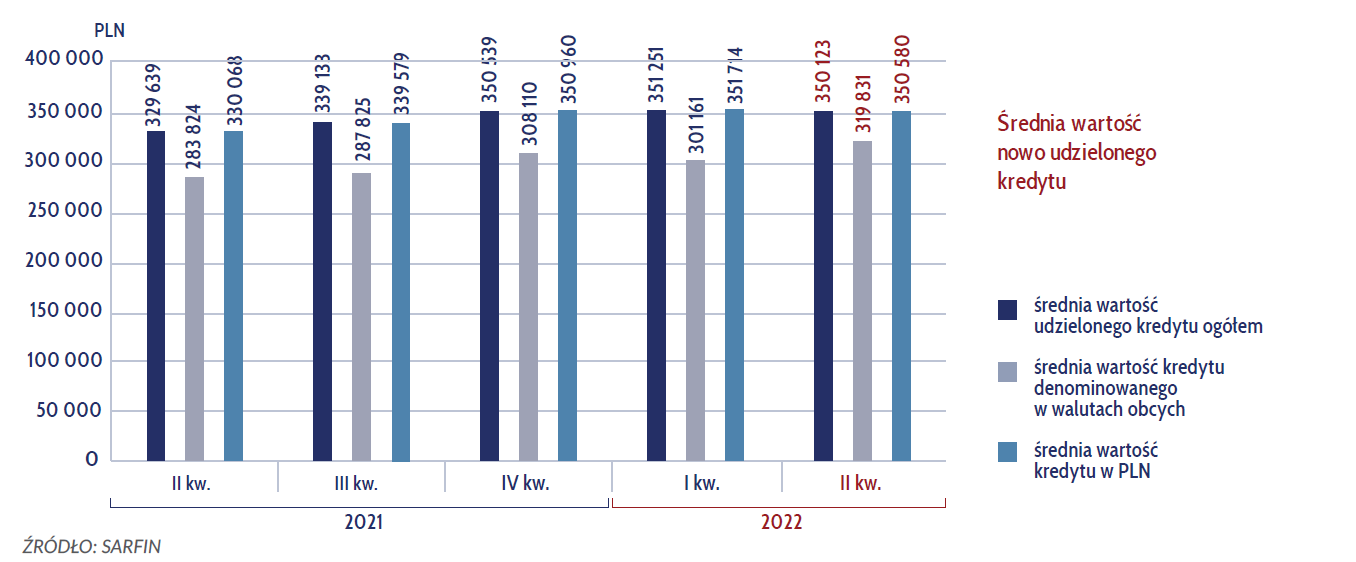 PLN
400 000
350 000
300 000
250 000
200 000
150 000
100 000
50 000
0
329 639
283 824
330 068
339 133
287 825
339 579
350 539
308 110
350 960
351 251
301 161
351 714
350 123
319 831
350 580
II kw.
III kw.
IV kw.
I kw.
II kw.
2021
2022
Średnia wartość
nowo udzielonego
kredytu
średnia wartość
udzielonego kredytu ogółem
średnia wartość kredytu
denominowanego
w walutach obcych
średnia wartość
kredytu w PLN
ŹRÓDŁO: SARFIN